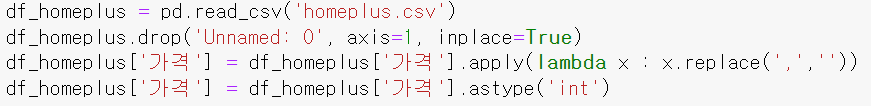 df_homeplus = pd.read_csv('homeplus.csv')
df_homeplus.drop('Unnamed: 0', axis=1, inplace=True)
df_homeplus['가격'] = df_homeplus['가격'].apply(lambda x : x.replace(',',''))
df_homeplus['가격'] = df_homeplus['가격'].astype('int')